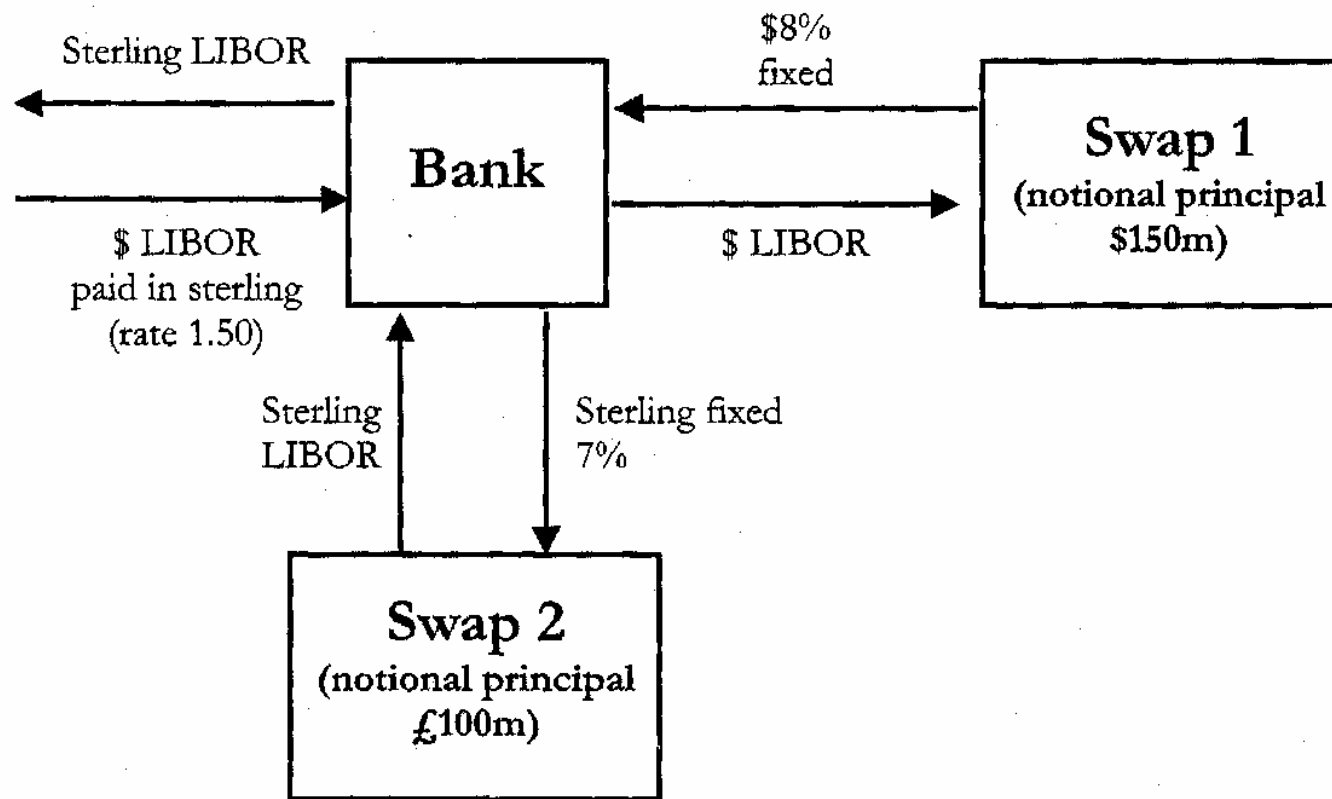 Sterling LIBOR
$ LIBOR
paid in sterling
(rate 1.50)
Bank
$8%
fixed
$ LIBOR
Swap 1
(notional principal
$150m)
Sterling
LIBOR
Sterling fixed
7%
Swap 2
(notional principal
£100m)